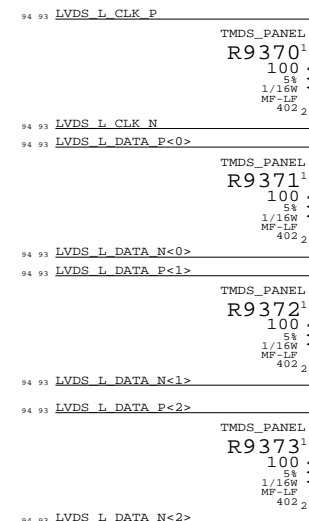 94 93 LVDS_L_CLK_P
TMDS_PANEL
R9370 1
100
5%
1/16W
MF-LF
402 2
94 93 LVDS_L_CLK_N
94 93 LVDS_L_DATA_P<0>
TMDS_PANEL
R9371 1
100
5%
1/16W
MF-LF
402 2
94 93 LVDS_L_DATA_N<0>
94 93 LVDS_L_DATA_P<1>
TMDS_PANEL
R9372 1
100
5%
1/16W
MF-LF
402 2
94 93 LVDS_L_DATA_N<1>
94 93 LVDS_L_DATA_P<2>
TMDS_PANEL
R9373 1
100
5%
1/16W
MF-LF
402 2
94 93 LVDS_L_DATA_N<2>